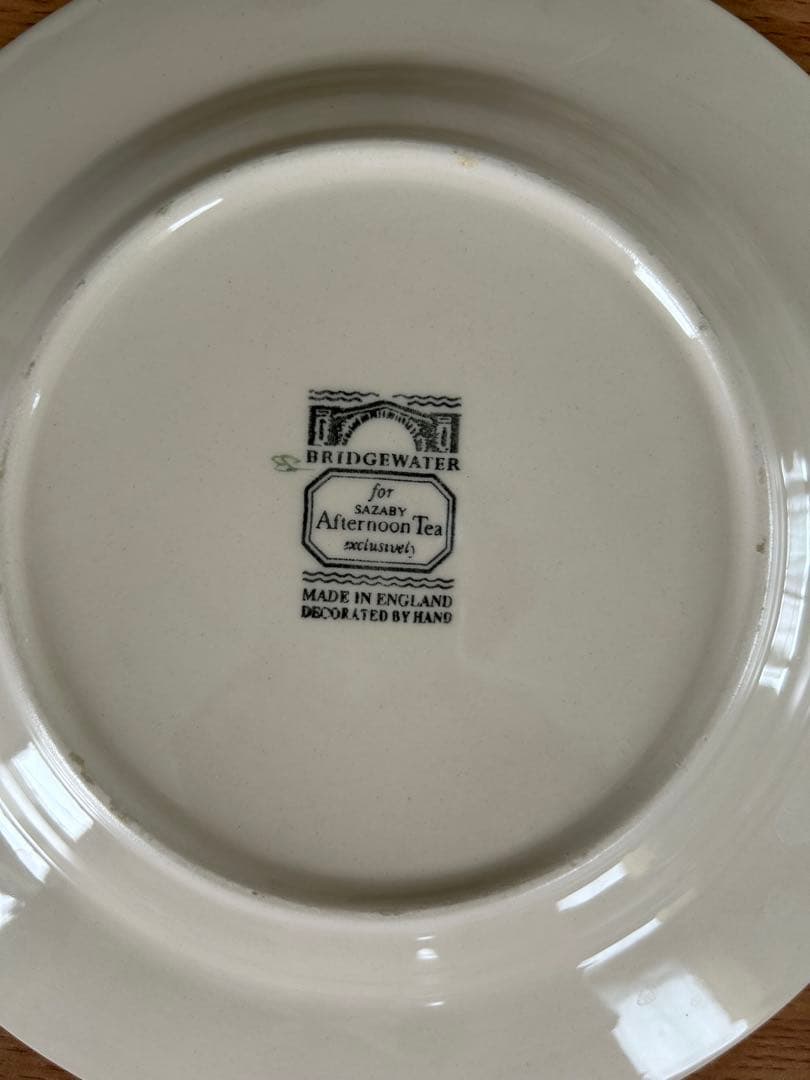 BRIDGEWATER
for
SAZABY
Afternoon Tea
exclusively
MADE IN ENGLAND
DECORATED BY HAND